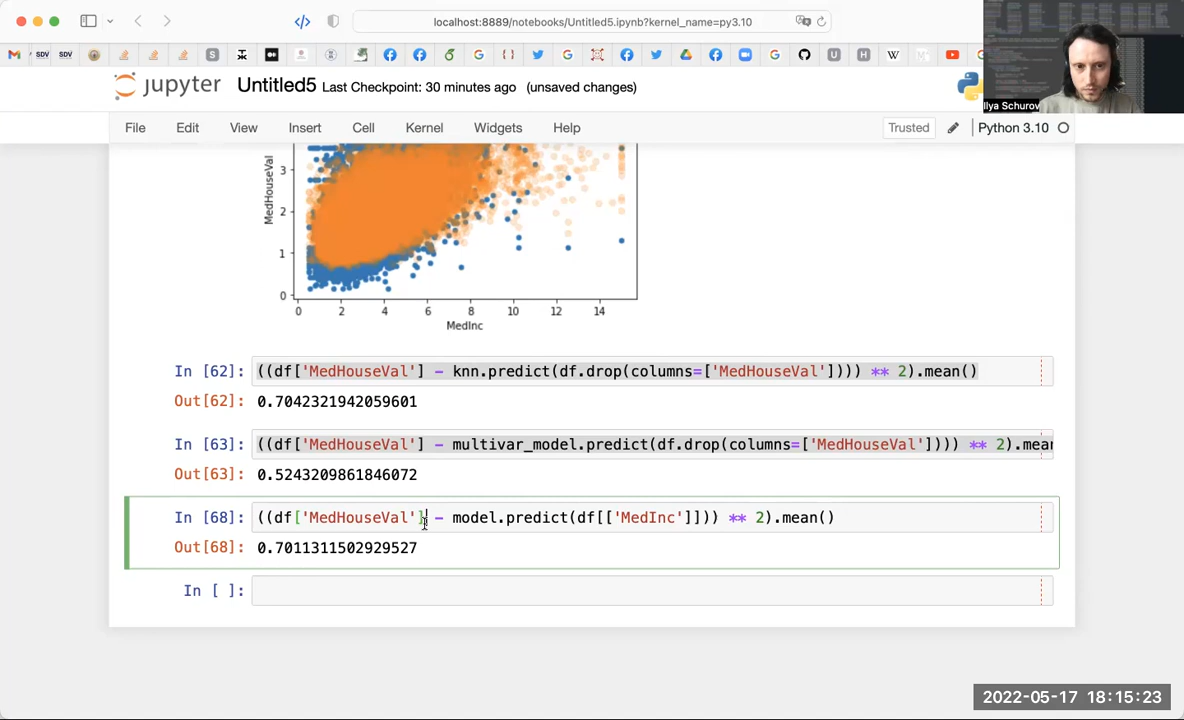 localhost:8889/notebooks/Untitled5.ipynb?kernel_name=py3.10
SDV
SDV
jupyter Untitled5 Last Checkpoint: 30 minutes ago (unsaved changes)
Ilya Schurov
File Edit View Insert Cell Kernel Widgets Help
Trusted Python 3.10
MedHouseVal
3
2
1
0
0 2 4 6 8 10 12 14
MedInc
In [62]: ((df['MedHouseVal'] - knn.predict(df.drop(columns=['MedHouseVal']))) ** 2).mean()
Out[62]: 0.7042321942059601
In [63]: ((df['MedHouseVal'] - multivar_model.predict(df.drop(columns=['MedHouseVal']))) ** 2).mea
Out[63]: 0.5243209861846072
In [68]: ((df['MedHouseVal'] - model.predict(df[['MedInc']])) ** 2).mean()
Out[68]: 0.7011311502929527
In [ ]:
2022-05-17 18:15:23